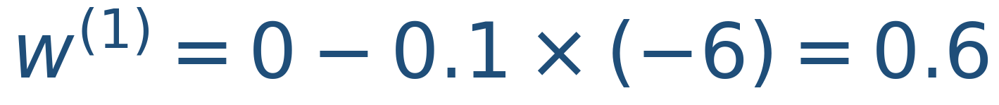 w⁽¹⁾ = 0 − 0.1 × (−6) = 0.6